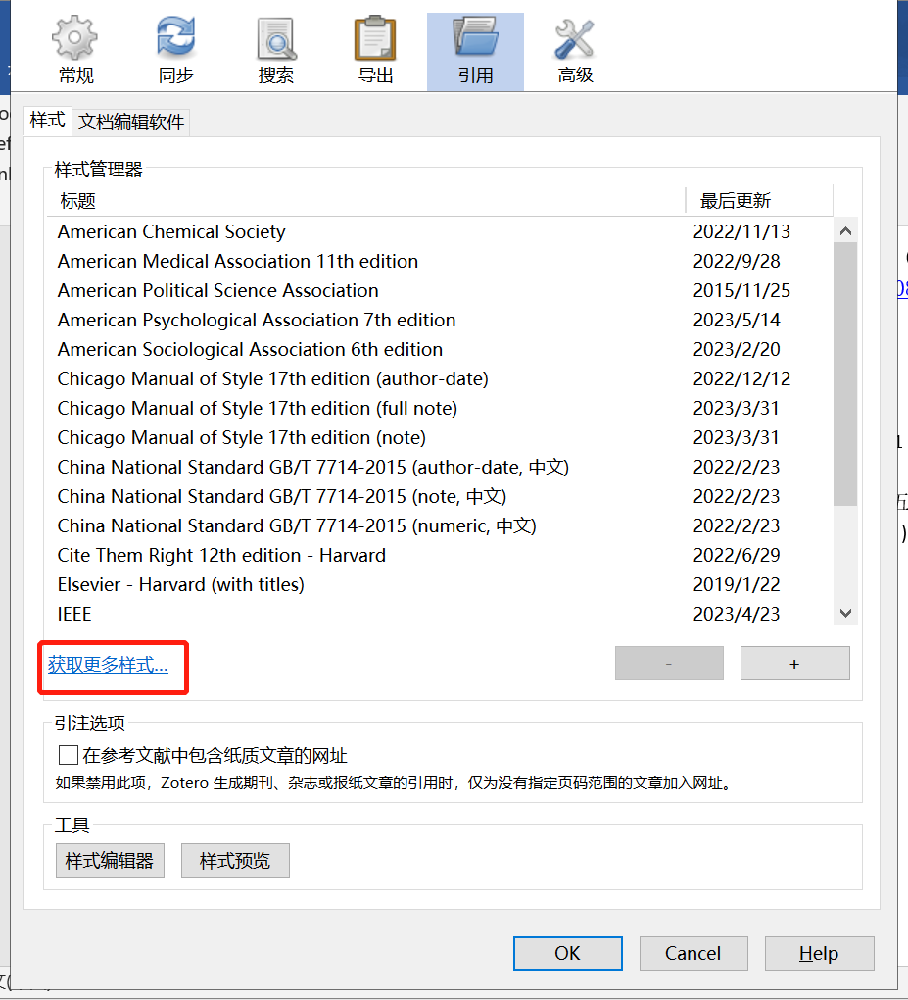 常规 同步 搜索 导出 引用 高级
样式 文档编辑软件
样式管理器
标题 最后更新
American Chemical Society 2022/11/13
American Medical Association 11th edition 2022/9/28
American Political Science Association 2015/11/25
American Psychological Association 7th edition 2023/5/14
American Sociological Association 6th edition 2023/2/20
Chicago Manual of Style 17th edition (author-date) 2022/12/12
Chicago Manual of Style 17th edition (full note) 2023/3/31
Chicago Manual of Style 17th edition (note) 2023/3/31
China National Standard GB/T 7714-2015 (author-date, 中文) 2022/2/23
China National Standard GB/T 7714-2015 (note, 中文) 2022/2/23
China National Standard GB/T 7714-2015 (numeric, 中文) 2022/2/23
Cite Them Right 12th edition - Harvard 2022/6/29
Elsevier - Harvard (with titles) 2019/1/22
IEEE 2023/4/23
获取更多样式... - +
引注选项
在参考文献中包含纸质文章的网址
如果禁用此项，Zotero 生成期刊、杂志或报纸文章的引用时，仅为没有指定页码范围的文章加入网址。
工具
样式编辑器 样式预览
OK Cancel Help